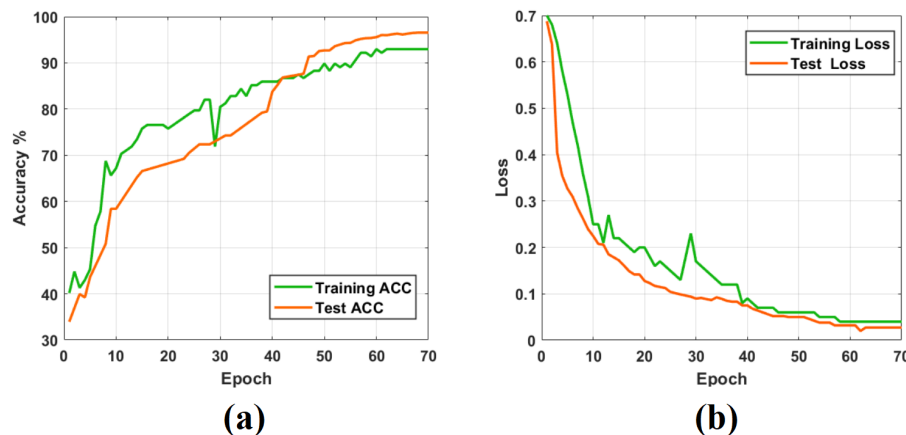 100
90
80
70
60
50
40
30
0 10 20 30 40 50 60 70
Accuracy %
Epoch
Training ACC
Test ACC
(a)
0.7
0.6
0.5
0.4
0.3
0.2
0.1
0
0 10 20 30 40 50 60 70
Loss
Epoch
Training Loss
Test Loss
(b)